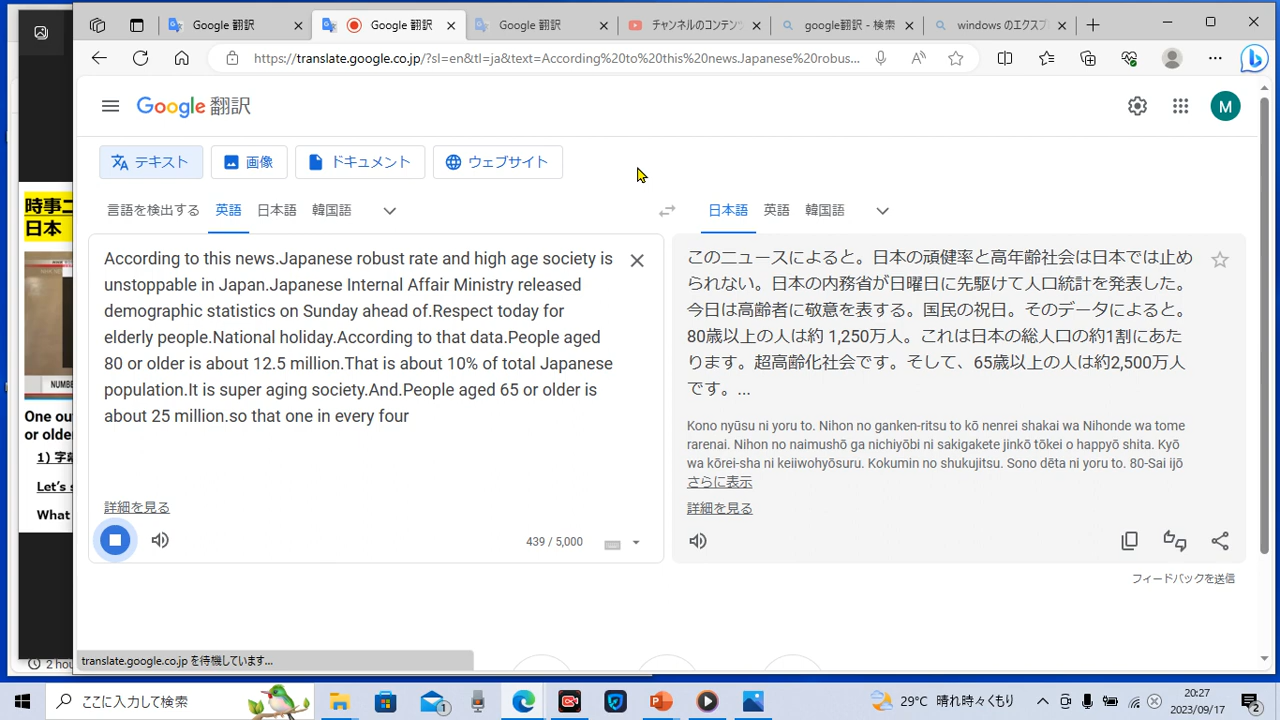 Google 翻訳
Google 翻訳
Google 翻訳
チャンネルのコンテンツ
google翻訳 - 検索
windows のエクスプ
https://translate.google.co.jp/?sl=en&tl=ja&text=According%20to%20this%20news.Japanese%20robus...
Google 翻訳
M
テキスト
画像
ドキュメント
ウェブサイト
言語を検出する
英語
日本語
韓国語
日本語
英語
韓国語
According to this news.Japanese robust rate and high age society is
unstoppable in Japan.Japanese Internal Affair Ministry released
demographic statistics on Sunday ahead of.Respect today for
elderly people.National holiday.According to that data.People aged
80 or older is about 12.5 million.That is about 10% of total Japanese
population.It is super aging society.And.People aged 65 or older is
about 25 million.so that one in every four
詳細を見る
439 / 5,000
このニュースによると。日本の頑健率と高年齢社会は日本では止め
られない。日本の内務省が日曜日に先駆けて人口統計を発表した。
今日は高齢者に敬意を表する。国民の祝日。そのデータによると。
80歳以上の人は約 1,250万人。これは日本の総人口の約1割にあた
ります。超高齢化社会です。そして、65歳以上の人は約2,500万人
です。...
Kono nyūsu ni yoru to. Nihon no ganken-ritsu to kō nenrei shakai wa Nihonde wa tome
rarenai. Nihon no naimushō ga nichiyōbi ni sakigakete jinkō tōkei o happyō shita. Kyō
wa kōrei-sha ni keiiwohyōsuru. Kokumin no shukujitsu. Sono dēta ni yoru to. 80-Sai ijō
さらに表示
詳細を見る
フィードバックを送信
時事ニ
日本
NUMBE
One ou
or olde
1) 字幕
Let's s
What
2 hou
translate.google.co.jp を待機しています...
ここに入力して検索
1
29°C 晴れ時々くもり
20:27
2023/09/17
2